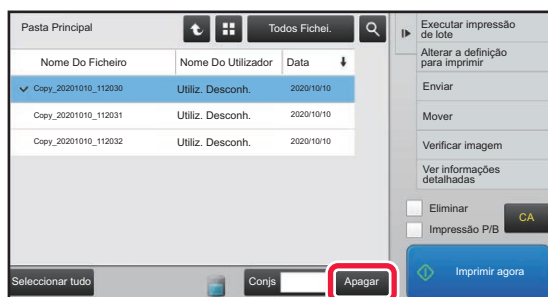 Pasta Principal
Todos Fichei.
Nome Do Ficheiro
Nome Do Utilizador
Data
Copy_20201010_112030
Utiliz. Desconh.
2020/10/10
Copy_20201010_112031
Utiliz. Desconh.
2020/10/10
Copy_20201010_112032
Utiliz. Desconh.
2020/10/10
Seleccionar tudo
Conjs
Apagar
Executar impressão
de lote
Alterar a definição
para imprimir
Enviar
Mover
Verificar imagem
Ver informações
detalhadas
Eliminar
Impressão P/B
CA
Imprimir agora